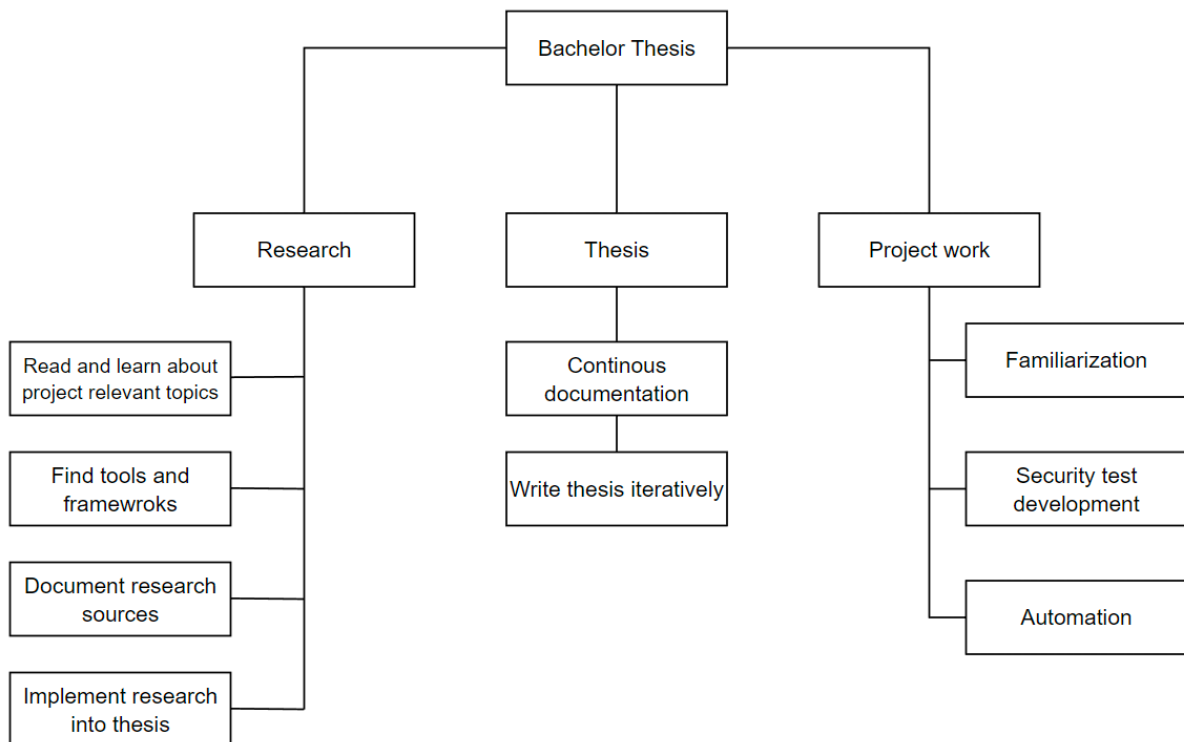 Bachelor Thesis
Research
Thesis
Project work
Read and learn about
project relevant topics
Find tools and
framewroks
Document research
sources
Implement research
into thesis
Continous
documentation
Write thesis iteratively
Familiarization
Security test
development
Automation